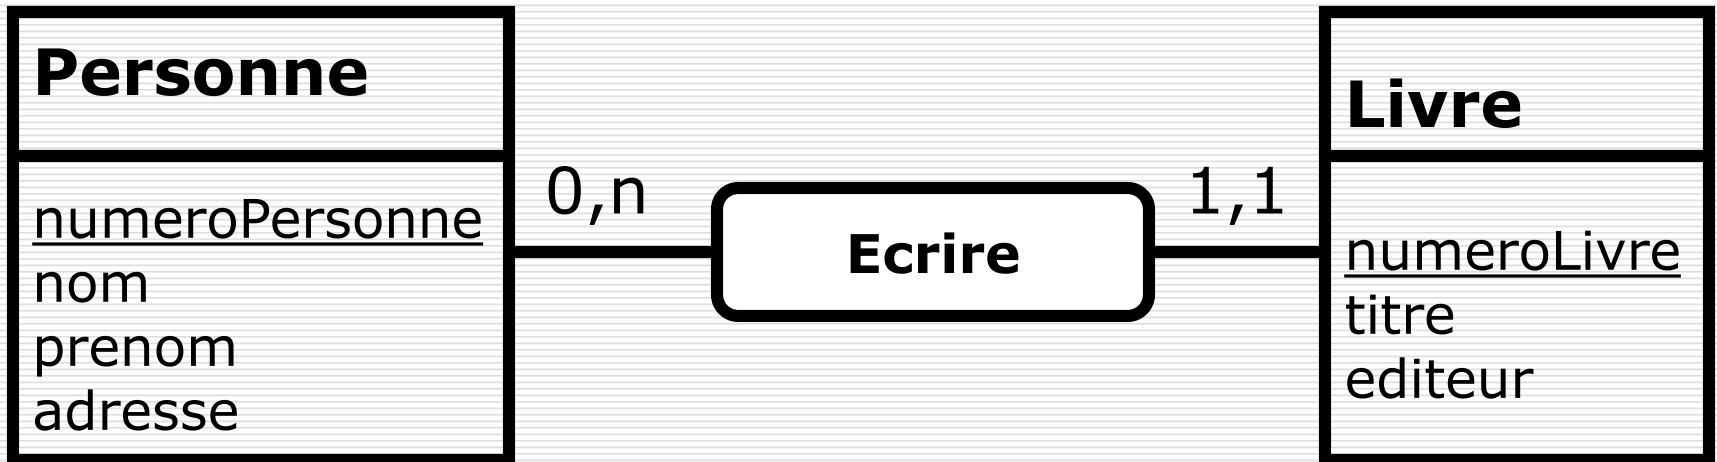 Personne
numeroPersonne
nom
prenom
adresse
0,n
Ecrire
1,1
Livre
numeroLivre
titre
editeur